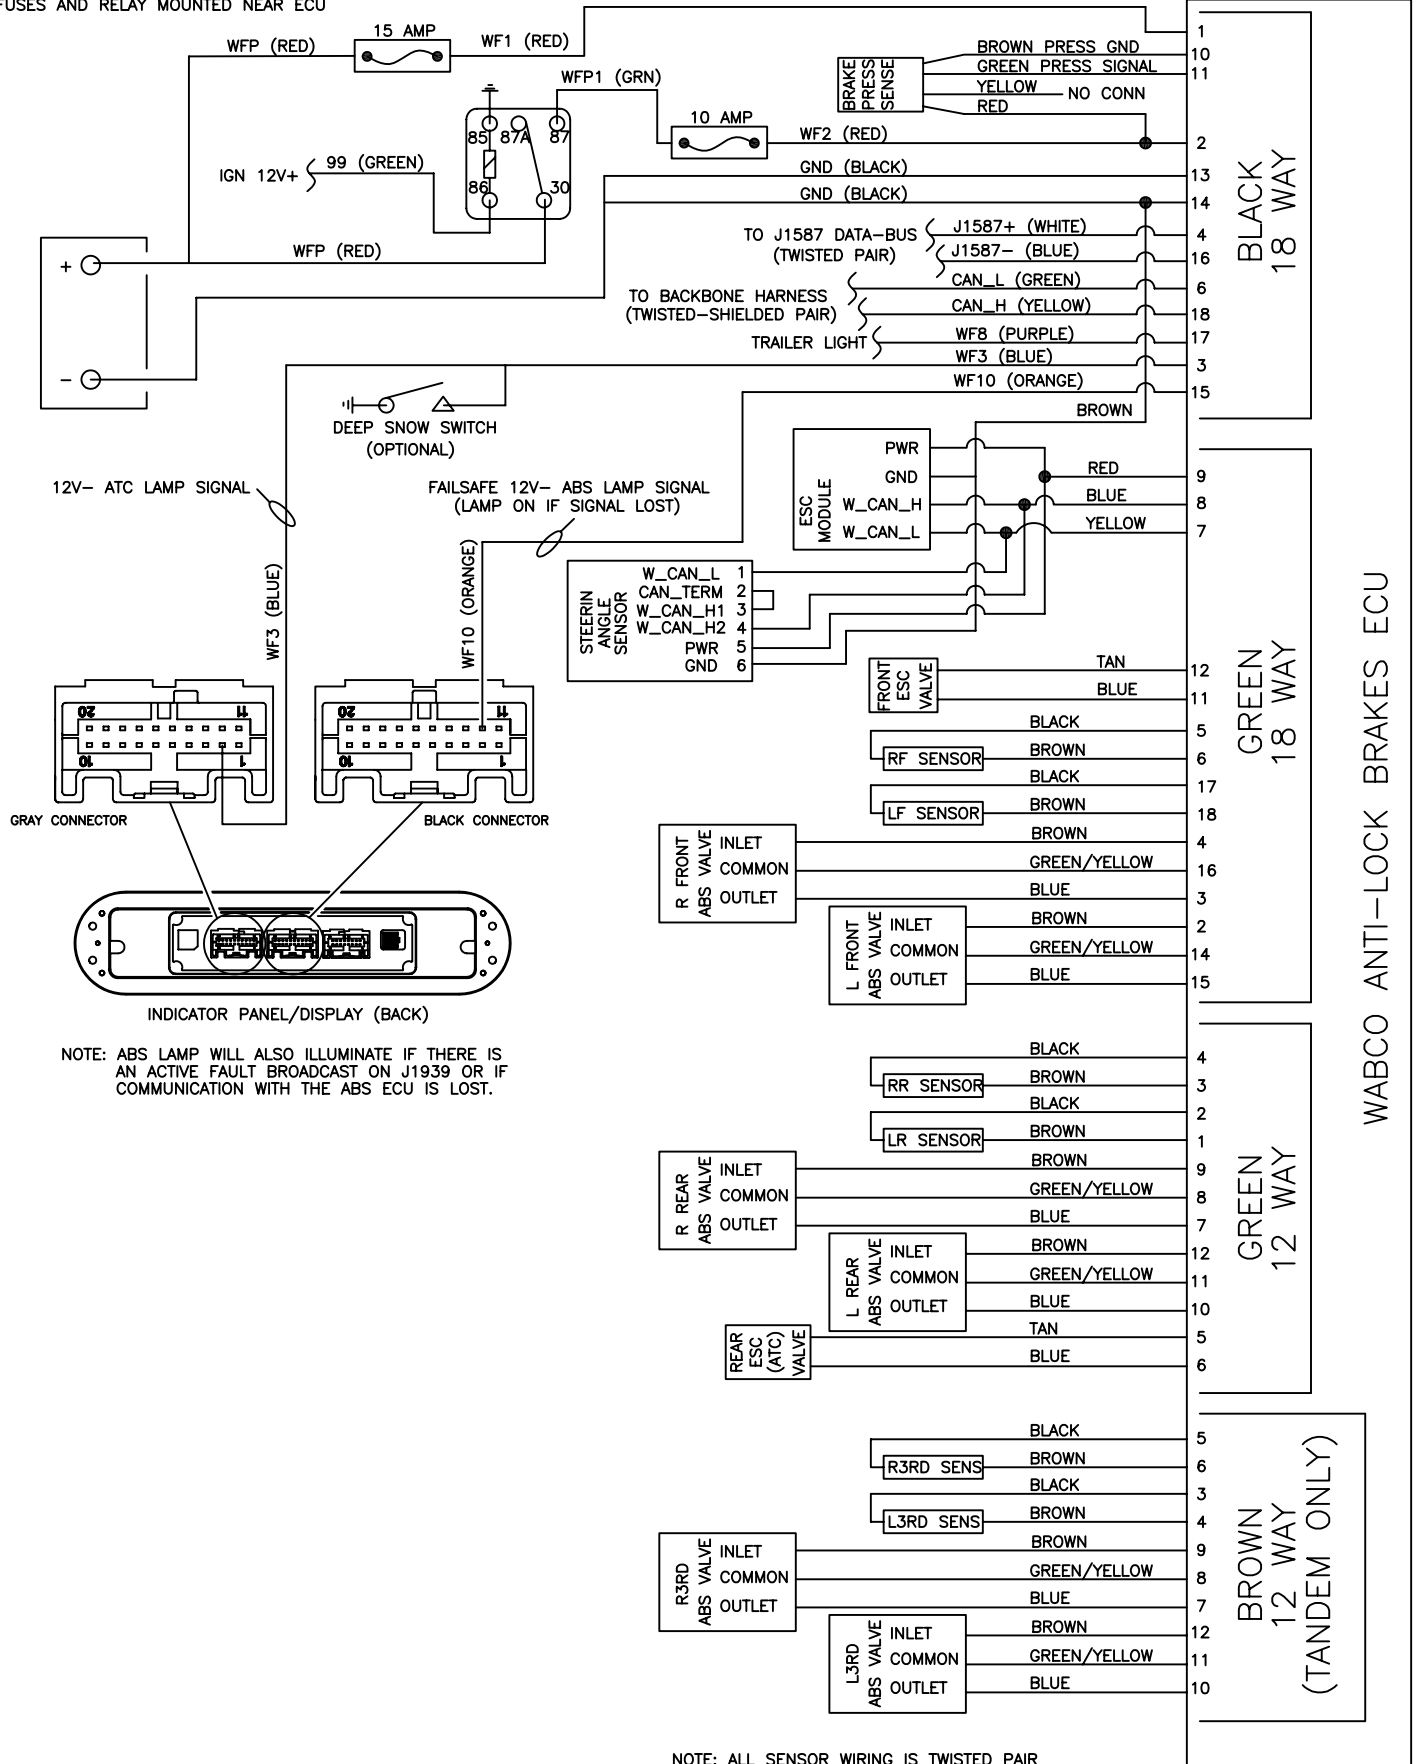 FUSES AND RELAY MOUNTED NEAR ECU
15 AMP
WFP (RED)
WF1 (RED)
1
BROWN PRESS GND
10
GREEN PRESS SIGNAL
11
BRAKE
PRESS
SENSE
YELLOW
NO CONN
RED
WFP1 (GRN)
10 AMP
WF2 (RED)
2
85
87A
87
86
30
99 (GREEN)
IGN 12V+
GND (BLACK)
13
GND (BLACK)
14
BLACK
18 WAY
TO J1587 DATA-BUS
(TWISTED PAIR)
J1587+ (WHITE)
4
J1587- (BLUE)
16
WFP (RED)
+
-
TO BACKBONE HARNESS
(TWISTED-SHIELDED PAIR)
CAN_L (GREEN)
6
CAN_H (YELLOW)
18
TRAILER LIGHT
WF8 (PURPLE)
17
WF3 (BLUE)
3
WF10 (ORANGE)
15
BROWN
DEEP SNOW SWITCH
(OPTIONAL)
12V- ATC LAMP SIGNAL
FAILSAFE 12V- ABS LAMP SIGNAL
(LAMP ON IF SIGNAL LOST)
ESC
MODULE
PWR
GND
W_CAN_H
W_CAN_L
RED
9
BLUE
8
YELLOW
7
STEERIN
ANGLE
SENSOR
W_CAN_L 1
CAN_TERM 2
W_CAN_H1 3
W_CAN_H2 4
PWR 5
GND 6
WF3 (BLUE)
WF10 (ORANGE)
FRONT
ESC
VALVE
TAN
12
BLUE
11
GREEN
18 WAY
WABCO ANTI-LOCK BRAKES ECU
BLACK
5
RF SENSOR
BROWN
6
BLACK
17
LF SENSOR
BROWN
18
20
11
10
1
20
11
10
1
GRAY CONNECTOR
BLACK CONNECTOR
R FRONT
ABS VALVE
INLET
BROWN
4
COMMON
GREEN/YELLOW
16
OUTLET
BLUE
3
L FRONT
ABS VALVE
INLET
BROWN
2
COMMON
GREEN/YELLOW
14
OUTLET
BLUE
15
INDICATOR PANEL/DISPLAY (BACK)
NOTE: ABS LAMP WILL ALSO ILLUMINATE IF THERE IS
AN ACTIVE FAULT BROADCAST ON J1939 OR IF
COMMUNICATION WITH THE ABS ECU IS LOST.
BLACK
4
RR SENSOR
BROWN
3
BLACK
2
LR SENSOR
BROWN
1
R REAR
ABS VALVE
INLET
BROWN
9
COMMON
GREEN/YELLOW
8
OUTLET
BLUE
7
GREEN
12 WAY
L REAR
ABS VALVE
INLET
BROWN
12
COMMON
GREEN/YELLOW
11
OUTLET
BLUE
10
REAR
ESC
(ATC)
VALVE
TAN
5
BLUE
6
BLACK
5
R3RD SENS
BROWN
6
BLACK
3
L3RD SENS
BROWN
4
R3RD
ABS VALVE
INLET
BROWN
9
COMMON
GREEN/YELLOW
8
OUTLET
BLUE
7
BROWN
12 WAY
(TANDEM ONLY)
L3RD
ABS VALVE
INLET
BROWN
12
COMMON
GREEN/YELLOW
11
OUTLET
BLUE
10
NOTE: ALL SENSOR WIRING IS TWISTED PAIR